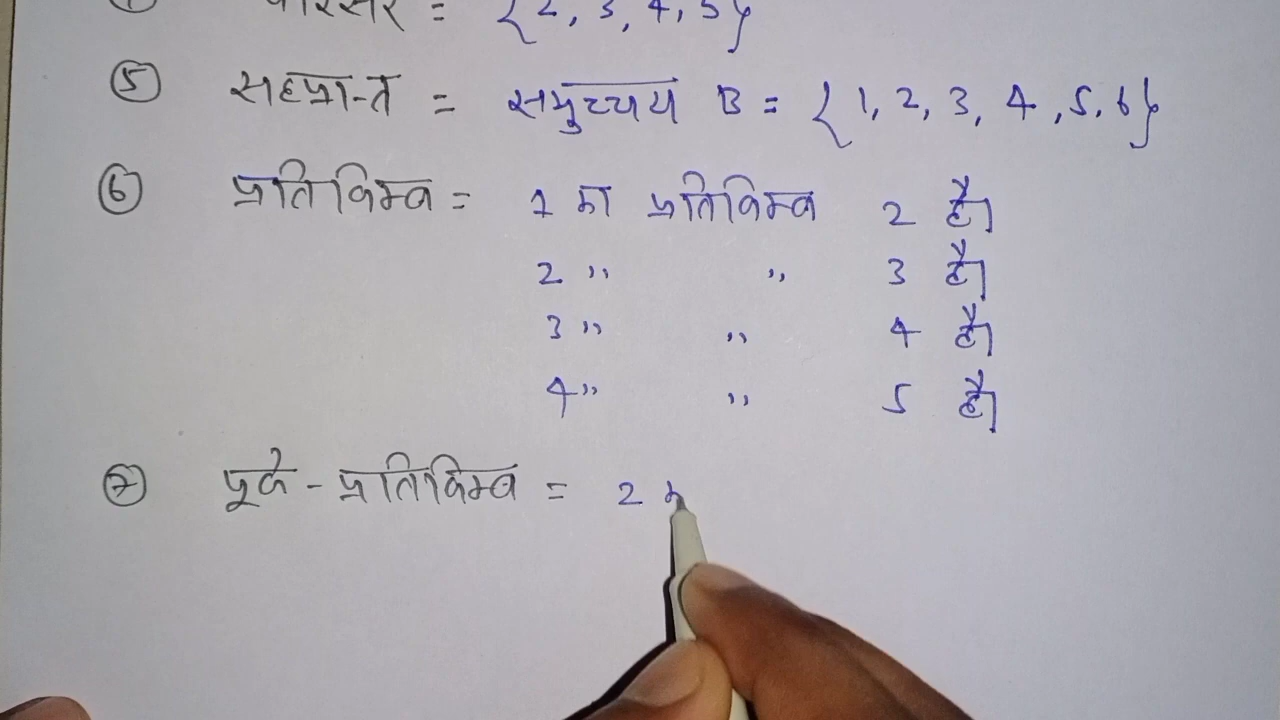 परिसर = {2, 3, 4, 5}
⑤ सहप्रान्त = समुच्चय B = {1, 2, 3, 4, 5, 6}
⑥ प्रतिबिम्ब = 1 का प्रतिबिम्ब 2 है।
2 " " 3 है।
3 " " 4 है।
4 " " 5 है।
⑦ पूर्व - प्रतिबिम्ब = 2